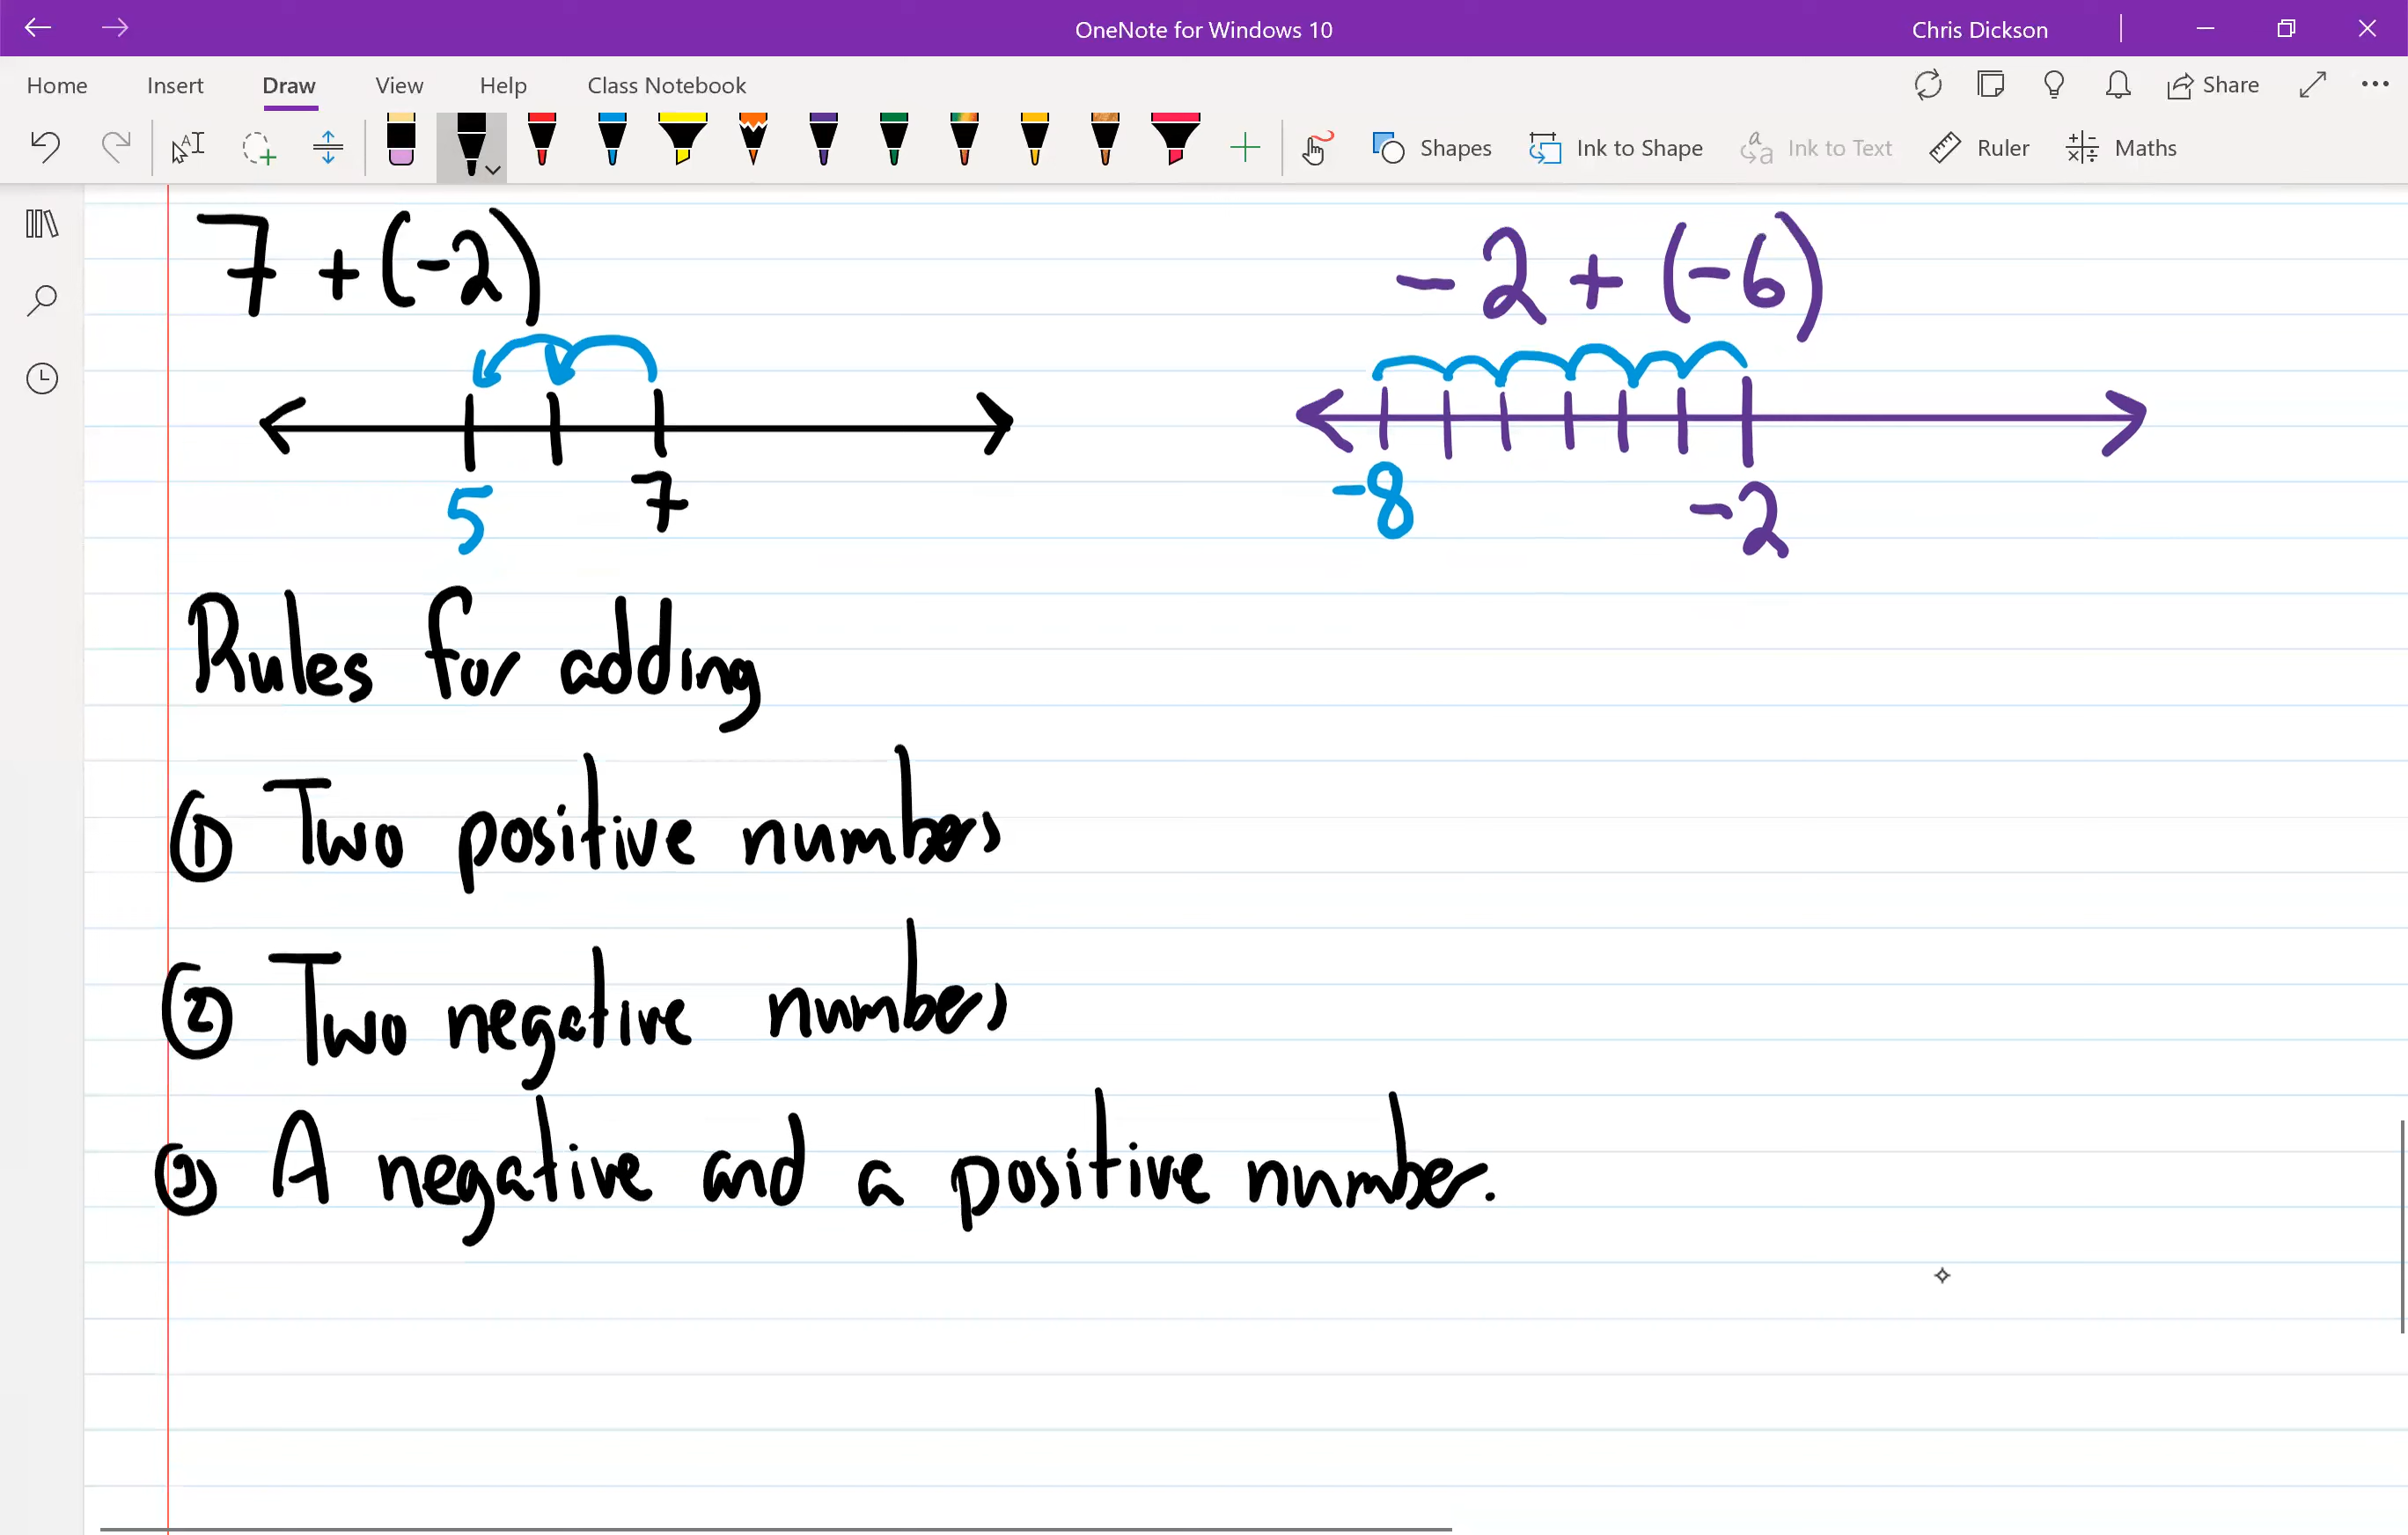 OneNote for Windows 10 Chris Dickson
Home Insert Draw View Help Class Notebook Share
Shapes Ink to Shape Ink to Text Ruler Maths
7 + (-2) -2 + (-6)
5 7 -8 -2
Rules for adding
① Two positive numbers
② Two negative numbers
③ A negative and a positive number.